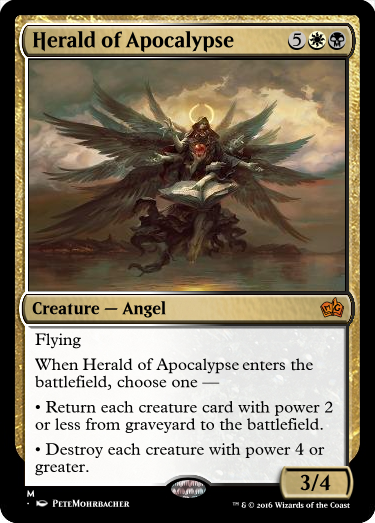 Herald of Apocalypse 5
Creature — Angel
Flying
When Herald of Apocalypse enters the
battlefield, choose one —
• Return each creature card with power 2
or less from graveyard to the battlefield.
• Destroy each creature with power 4 or
greater.
3/4
M
PeteMohrbacher
™ & © 2016 Wizards of the Coast